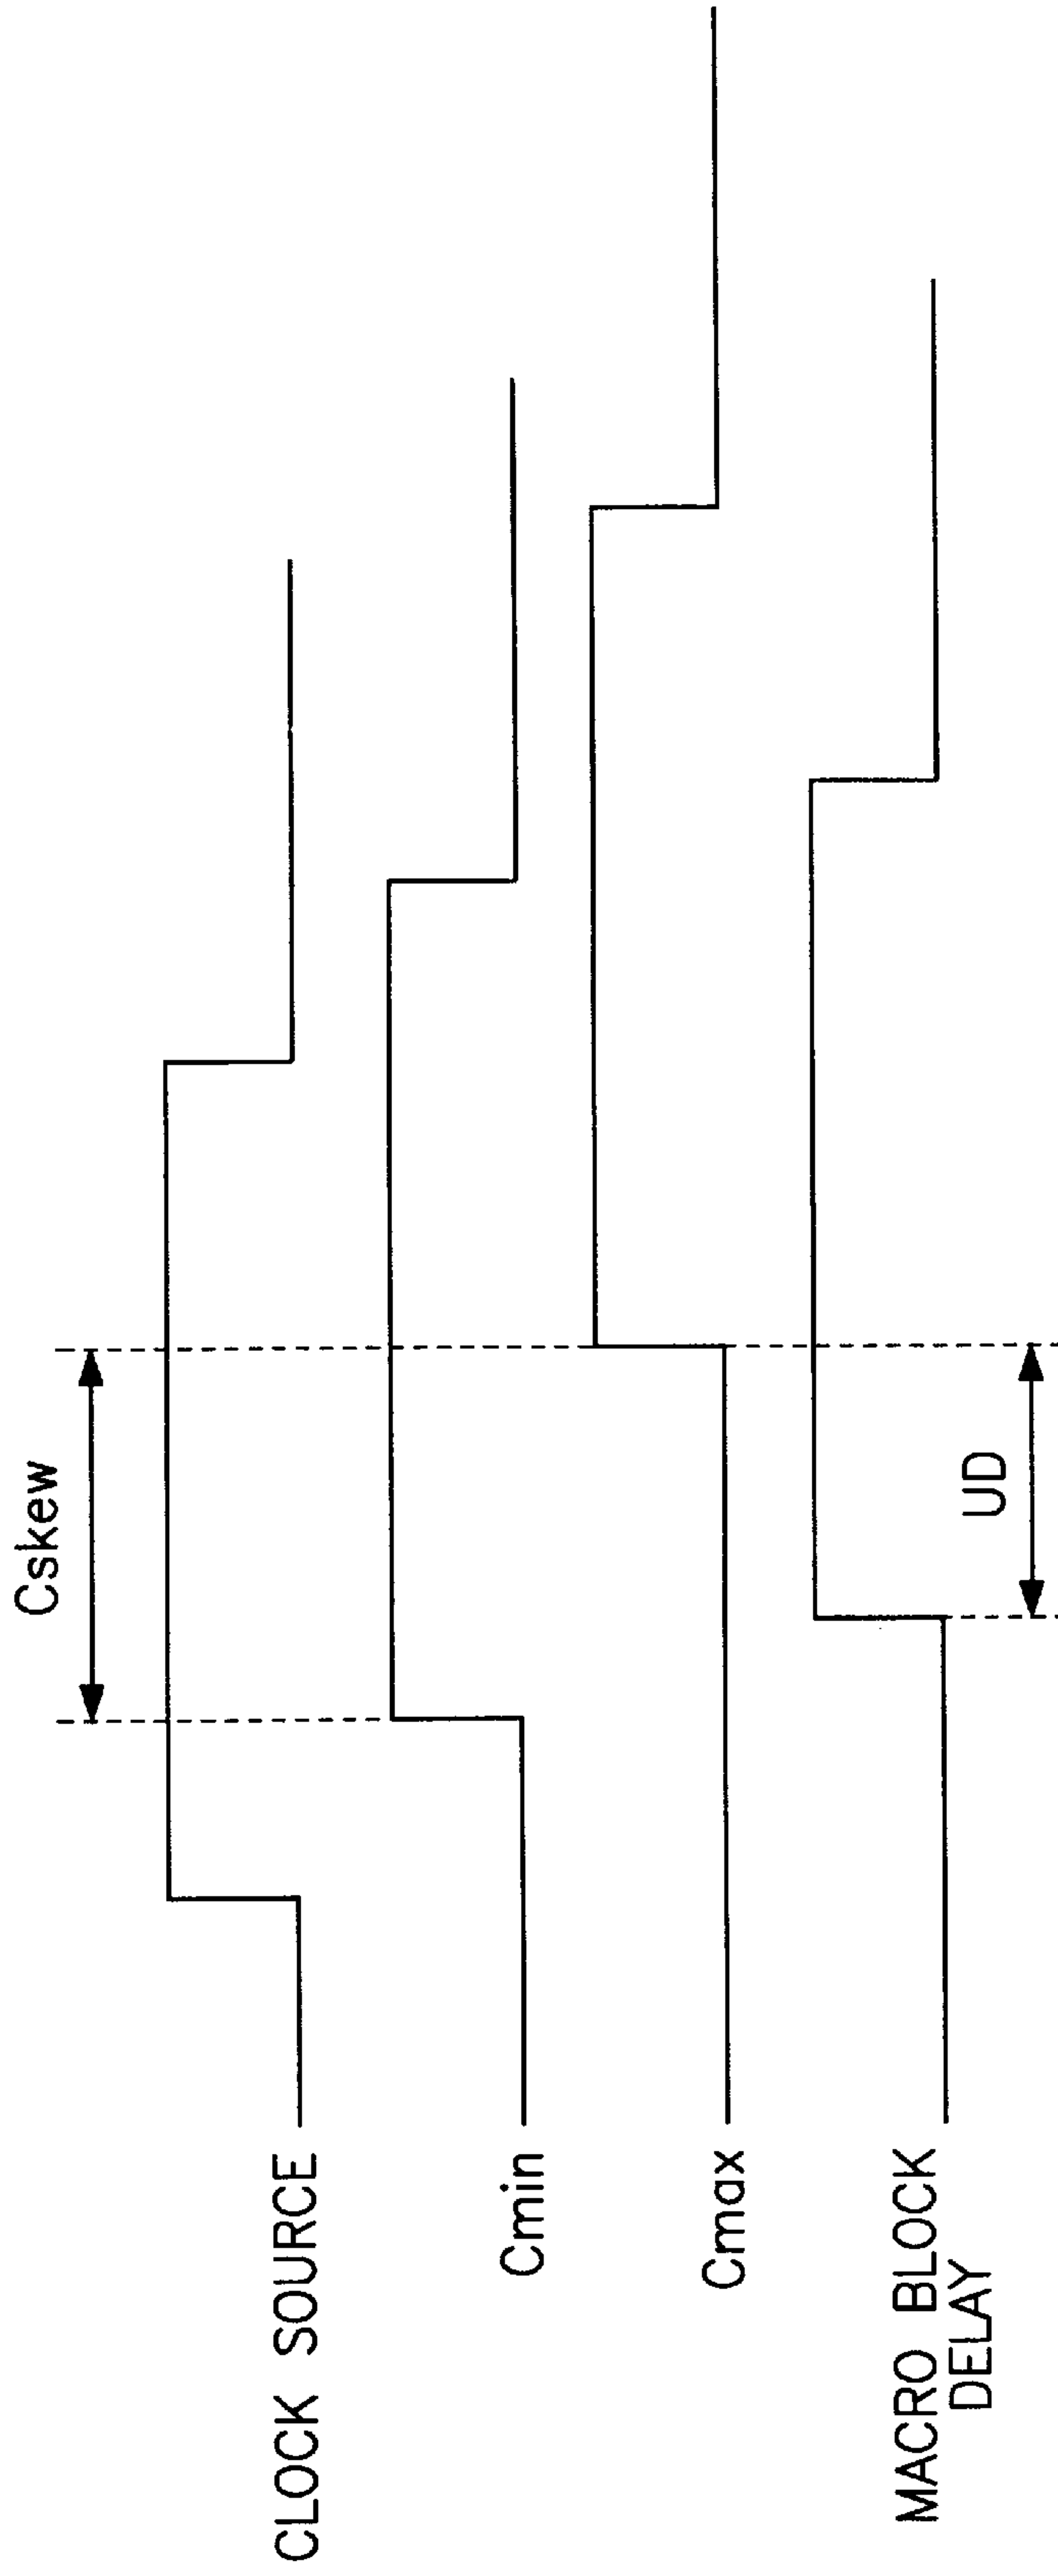 Cskew
CLOCK SOURCE
Cmin
Cmax
MACRO BLOCK
DELAY
UD